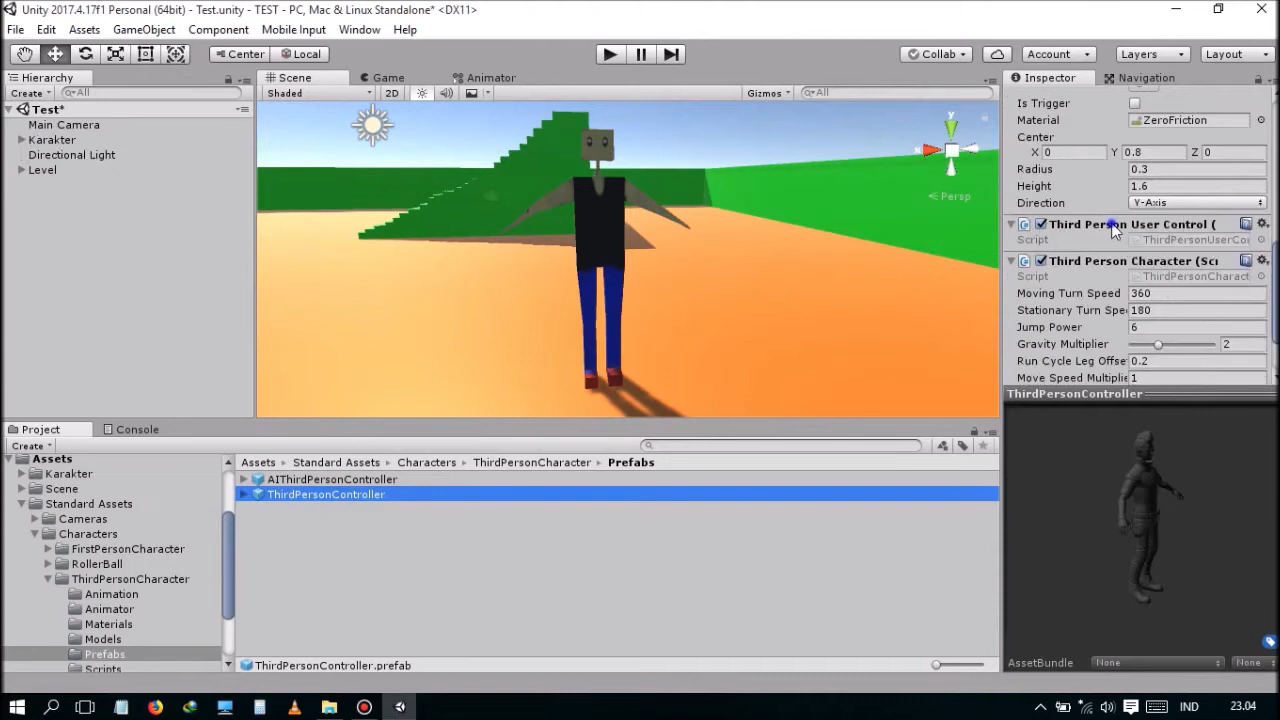 Unity 2017.4.17f1 Personal (64bit) - Test.unity - TEST - PC, Mac & Linux Standalone* <DX11>
File Edit Assets GameObject Component Mobile Input Window Help
Center Local Collab Account Layers Layout
Hierarchy
Create All
Test*
Main Camera
Karakter
Directional Light
Level
Scene Game Animator
Shaded 2D Gizmos All
y
x
Persp
Inspector Navigation
Is Trigger
Material ZeroFriction
Center
X 0 Y 0.8 Z 0
Radius 0.3
Height 1.6
Direction Y-Axis
Third Person User Control (
Script ThirdPersonUserCo
Third Person Character (Sc
Script ThirdPersonCharact
Moving Turn Speed 360
Stationary Turn Spe 180
Jump Power 6
Gravity Multiplier 2
Run Cycle Leg Offse 0.2
Move Speed Multiplie 1
ThirdPersonController
AssetBundle None None
Project Console
Create
Assets
Karakter
Scene
Standard Assets
Cameras
Characters
FirstPersonCharacter
RollerBall
ThirdPersonCharacter
Animation
Animator
Materials
Models
Prefabs
Scripts
Assets Standard Assets Characters ThirdPersonCharacter Prefabs
AIThirdPersonController
ThirdPersonController
ThirdPersonController.prefab
IND 23.04